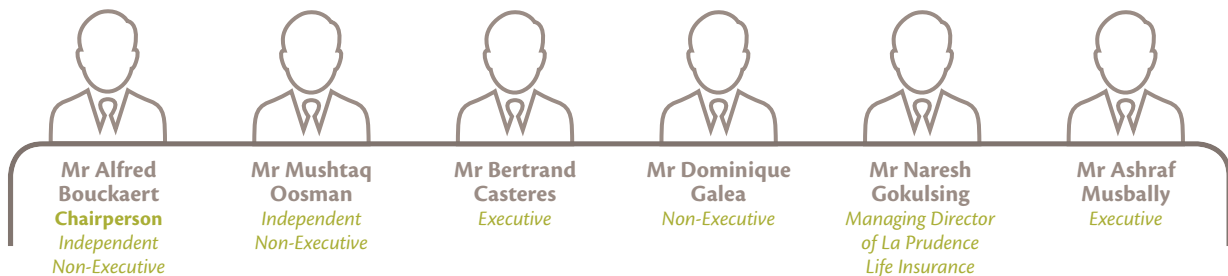 Mr Alfred
Bouckaert
Chairperson
Independent
Non-Executive
Mr Mushtaq
Oosman
Independent
Non-Executive
Mr Bertrand
Casteres
Executive
Mr Dominique
Galea
Non-Executive
Mr Naresh
Gokulsing
Managing Director
of La Prudence
Life Insurance
Mr Ashraf
Musbally
Executive